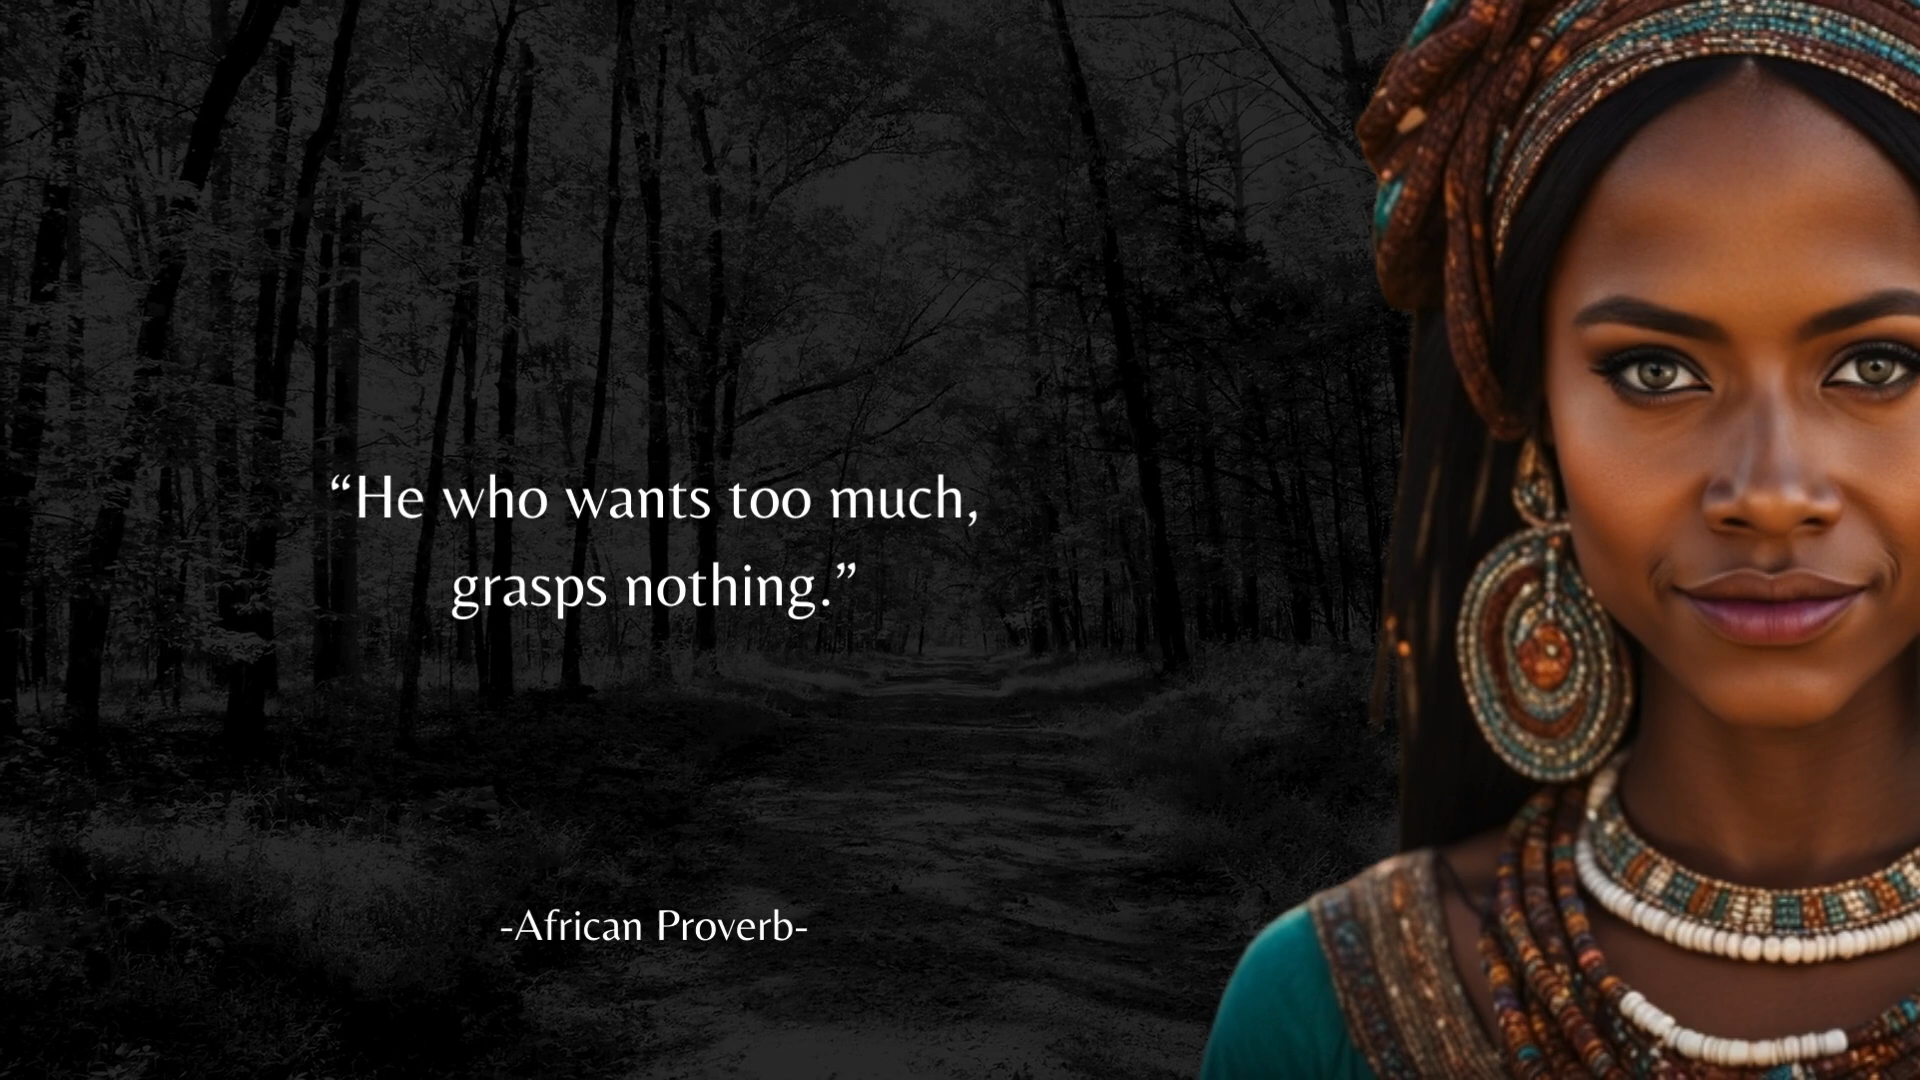 “He who wants too much,
grasps nothing.”
-African Proverb-